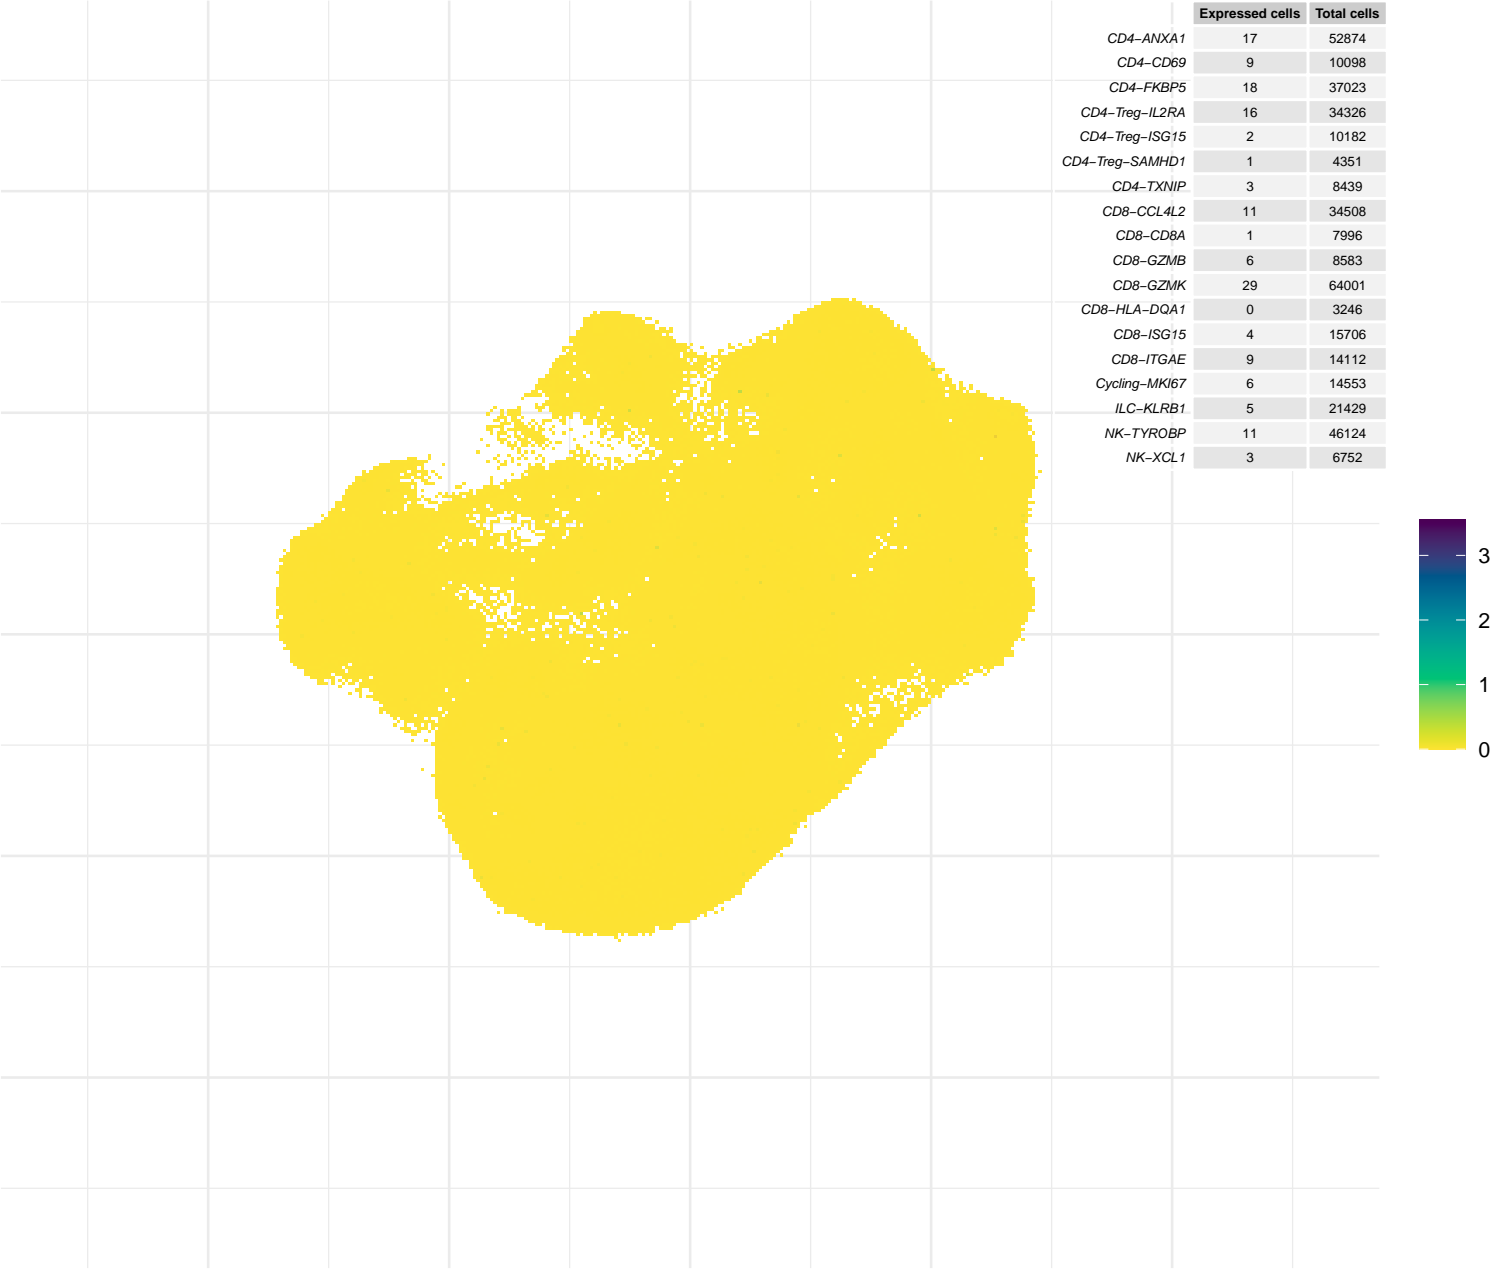 Expressed cells Total cells
CD4−ANXA1 17 52874
CD4−CD69 9 10098
CD4−FKBP5 18 37023
CD4−Treg−IL2RA 16 34326
CD4−Treg−ISG15 2 10182
CD4−Treg−SAMHD1 1 4351
CD4−TXNIP 3 8439
CD8−CCL4L2 11 34508
CD8−CD8A 1 7996
CD8−GZMB 6 8583
CD8−GZMK 29 64001
CD8−HLA−DQA1 0 3246
CD8−ISG15 4 15706
CD8−ITGAE 9 14112
Cycling−MKI67 6 14553
ILC−KLRB1 5 21429
NK−TYROBP 11 46124
NK−XCL1 3 6752
3
2
1
0